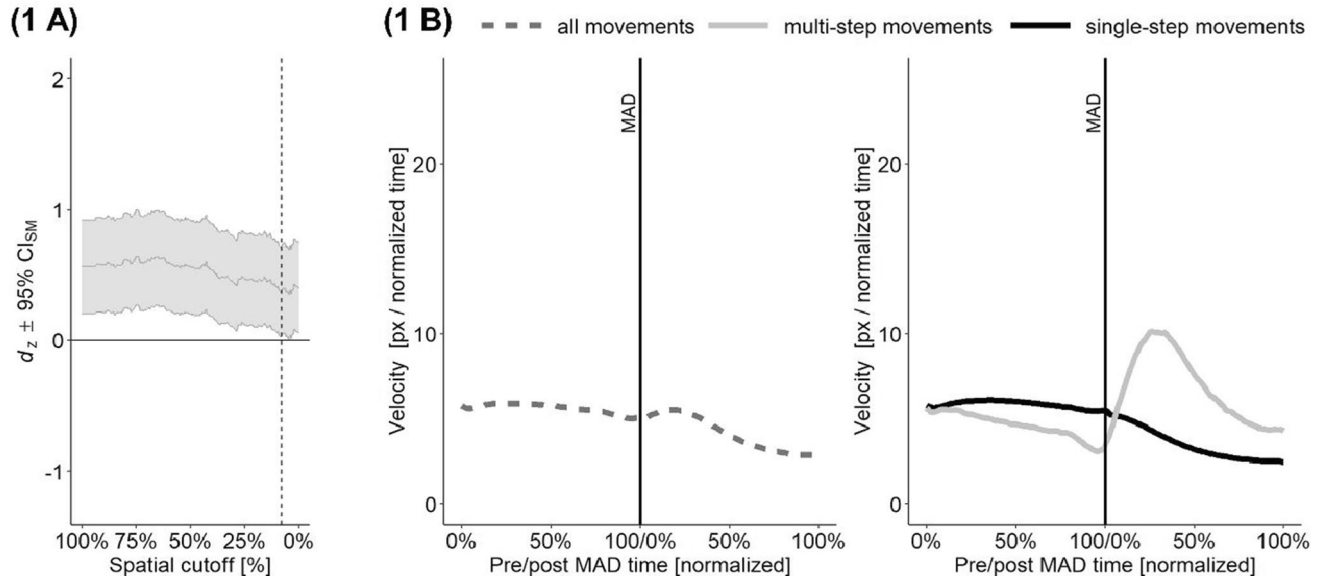 (1 A)
2
1
0
-1
d z ± 95% CI SM
100% 75% 50% 25% 0%
Spatial cutoff [%]
(1 B)
all movements
multi-step movements
single-step movements
MAD
20
10
0
Velocity [px / normalized time]
0% 50% 100/0% 50% 100%
Pre/post MAD time [normalized]
MAD
20
10
0
Velocity [px / normalized time]
0% 50% 100/0% 50% 100%
Pre/post MAD time [normalized]